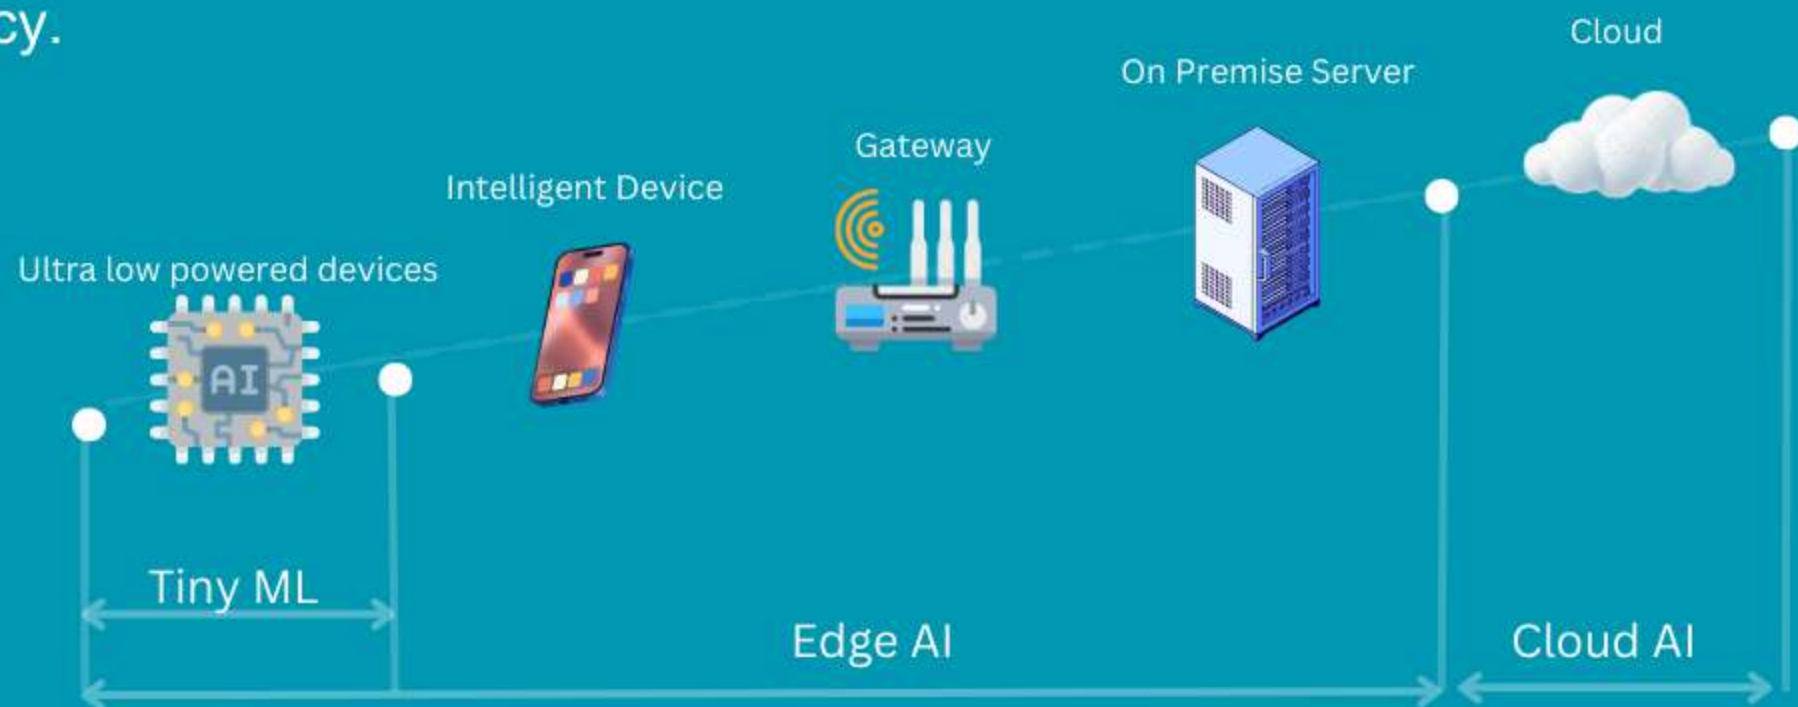 cy.
Cloud
On Premise Server
Gateway
Intelligent Device
Ultra low powered devices
AI
Tiny ML
Edge AI
Cloud AI